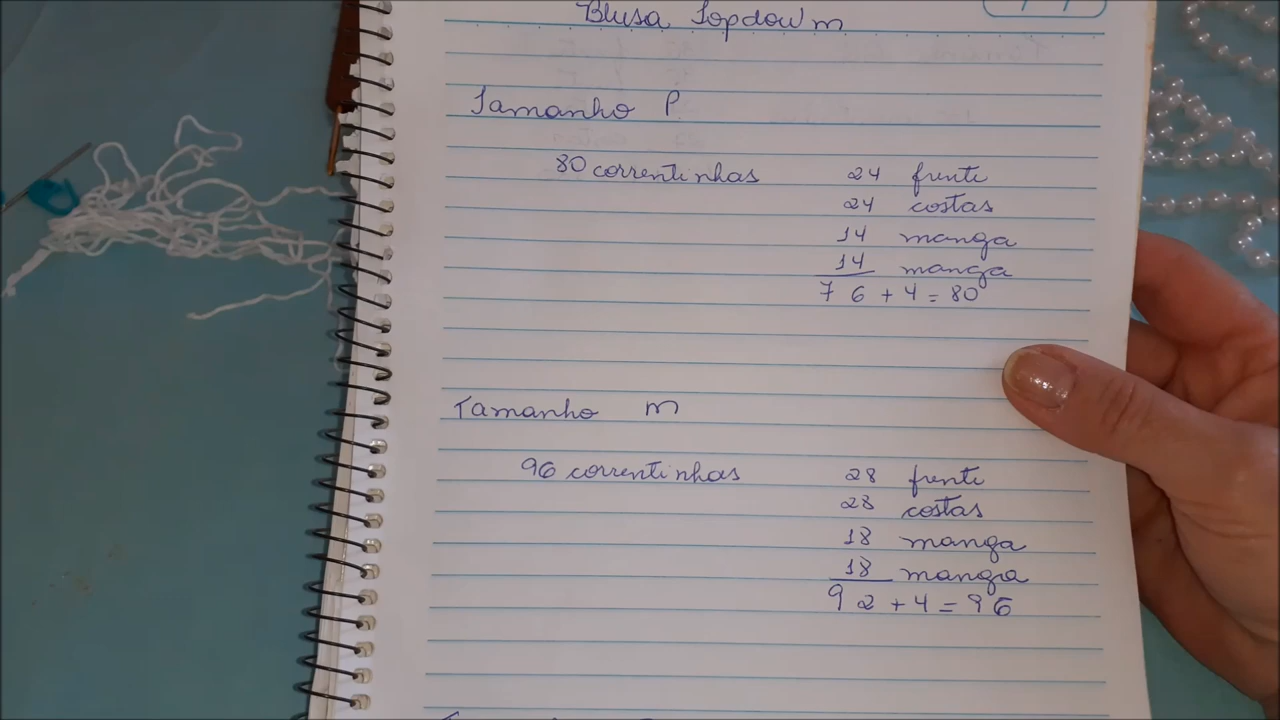 Blusa Topdowm
Tamanho P.
80 correntinhas 24 frente
24 costas
14 manga
14 manga
76 + 4 = 80
Tamanho m
96 correntinhas 28 frente
28 costas
18 manga
18 manga
92 + 4 = 96